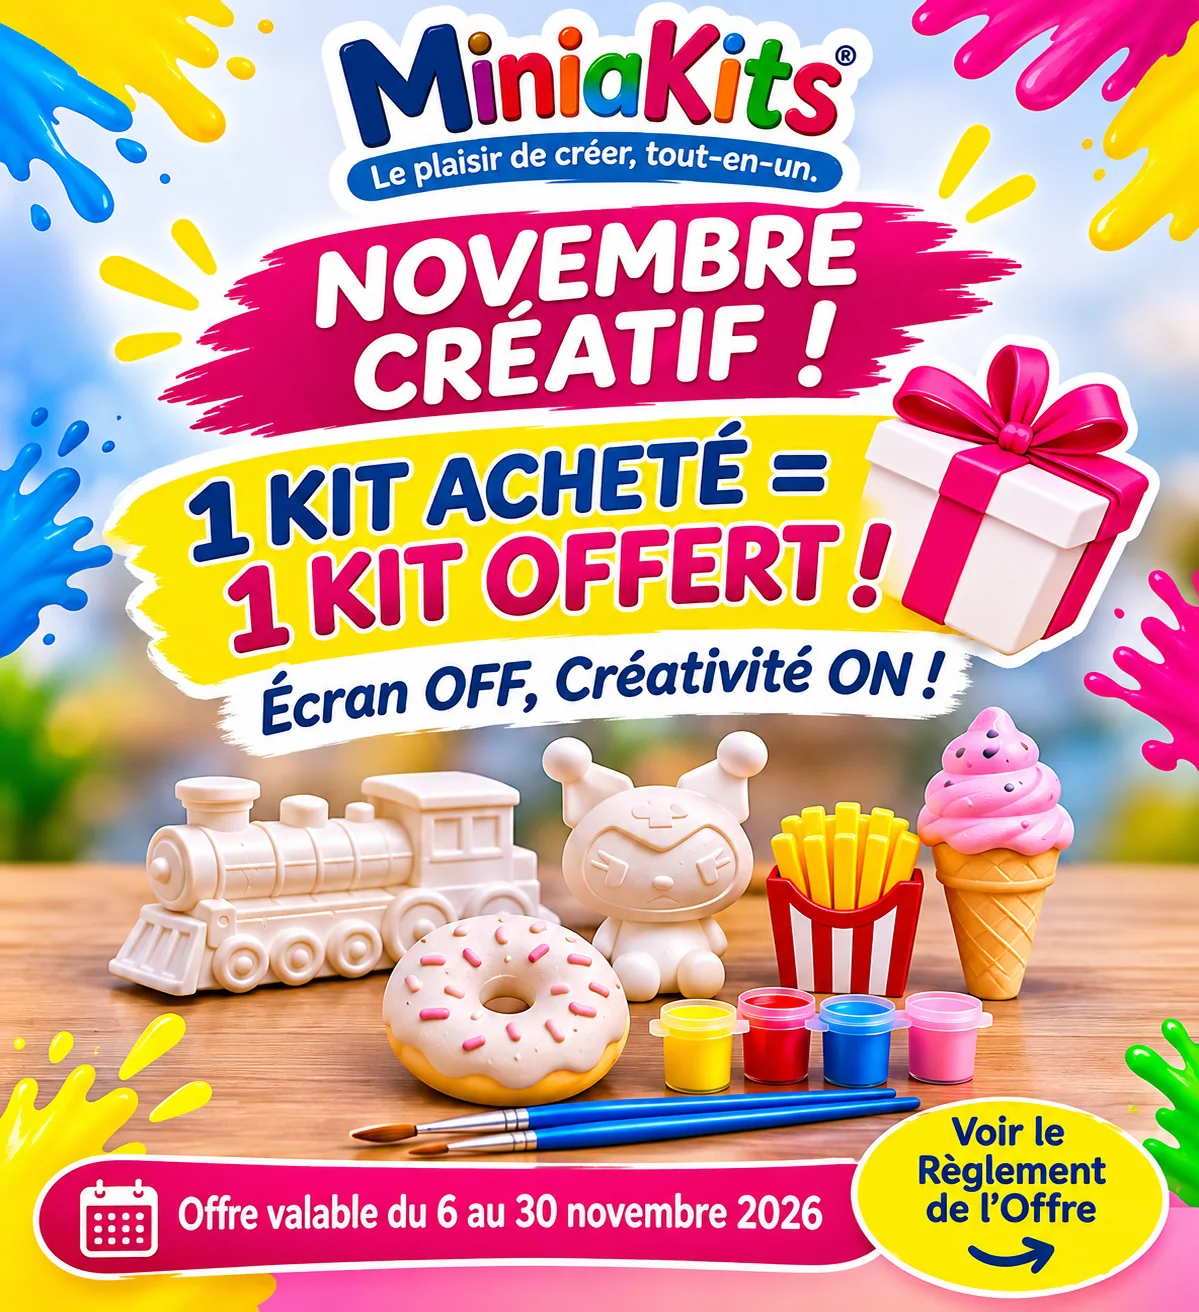 MiniaKits®
Le plaisir de créer, tout-en-un.
NOVEMBRE
CRÉATIF !
1 KIT ACHETÉ =
1 KIT OFFERT !
Écran OFF, Créativité ON !
Voir le
Règlement
de l'Offre
Offre valable du 6 au 30 novembre 2026